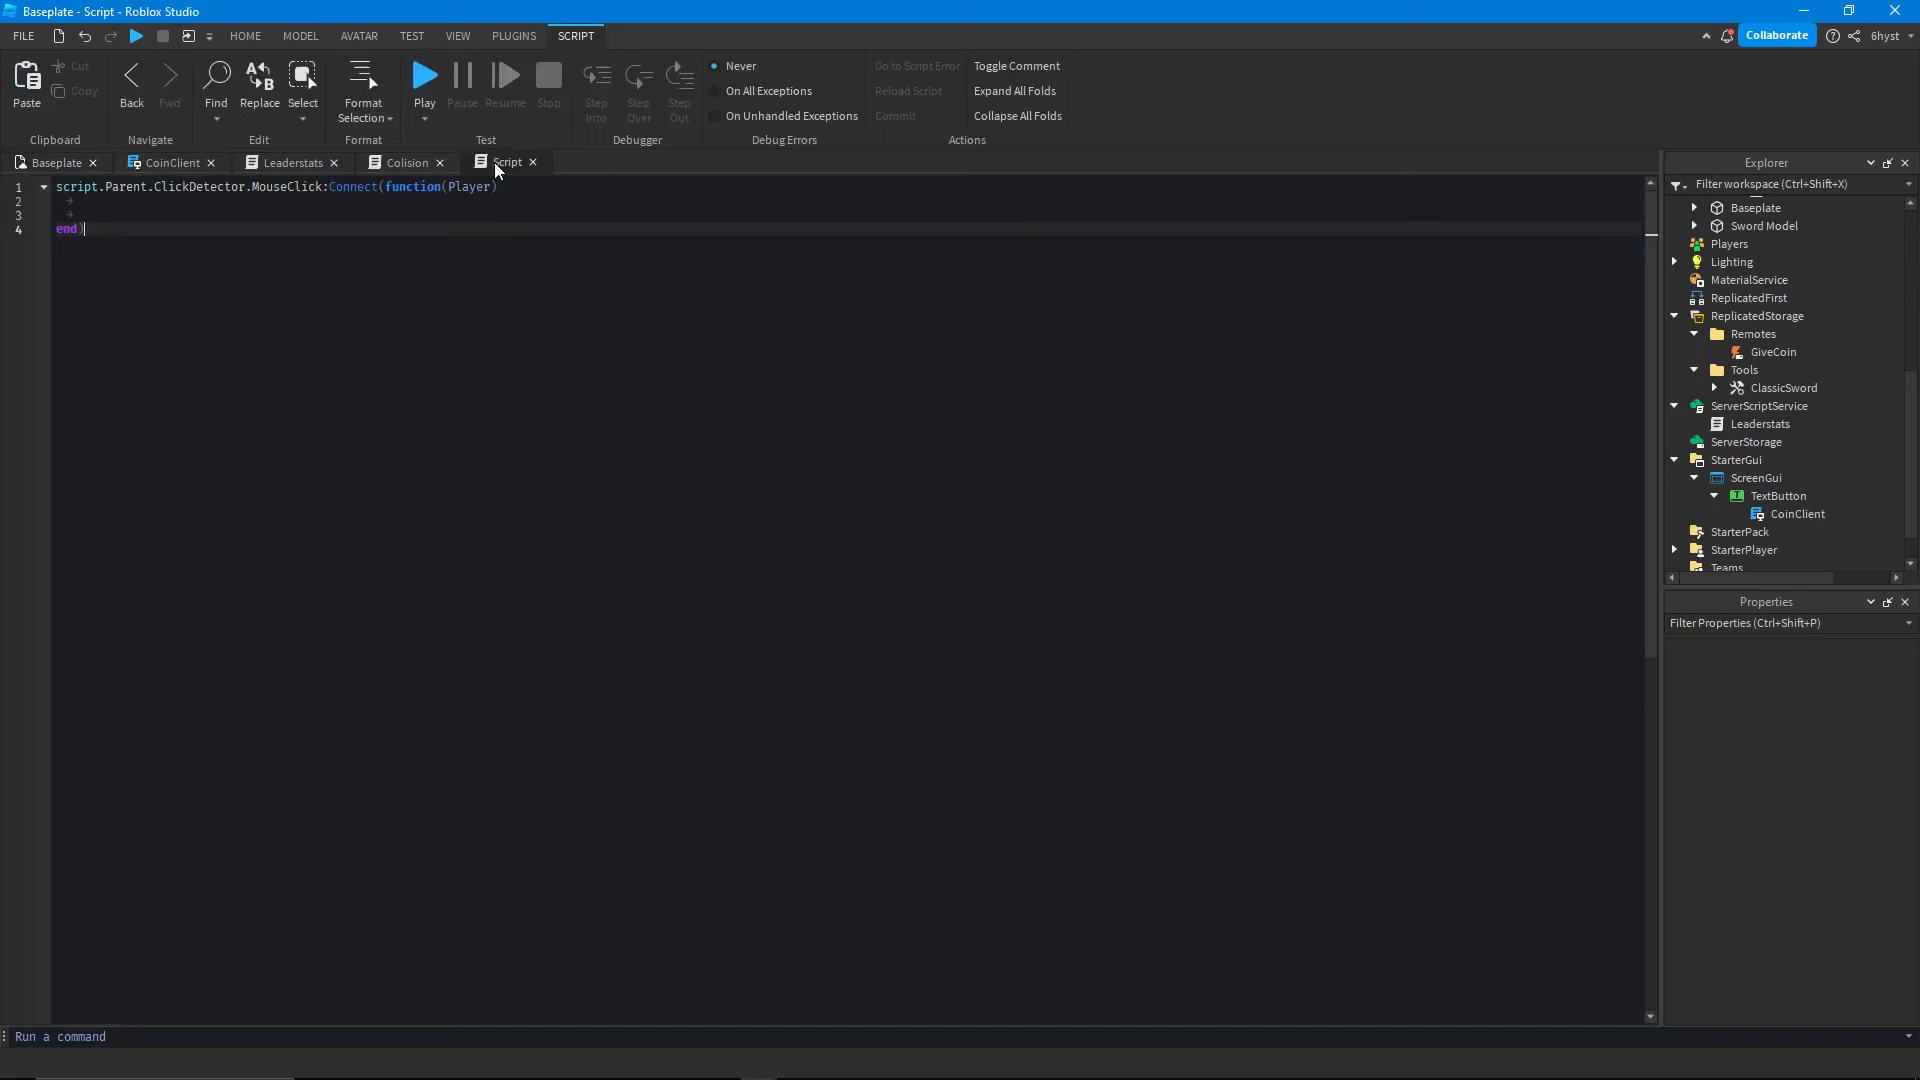 Baseplate - Script - Roblox Studio
FILE HOME MODEL AVATAR TEST VIEW PLUGINS SCRIPT Collaborate 6hyst
Paste Cut Copy
Clipboard
Back Fwd
Navigate
Find Replace Select
Edit
Format Selection
Format
Play Pause Resume Stop
Test
Step Into Step Over Step Out
Debugger
Never
On All Exceptions
On Unhandled Exceptions
Debug Errors
Go to Script Error
Reload Script
Commit
Toggle Comment
Expand All Folds
Collapse All Folds
Actions
Baseplate CoinClient Leaderstats Colision Script
1 script.Parent.ClickDetector.MouseClick:Connect(function(Player)
2
3
4 end)
Explorer
Filter workspace (Ctrl+Shift+X)
Baseplate
Sword Model
Players
Lighting
MaterialService
ReplicatedFirst
ReplicatedStorage
Remotes
GiveCoin
Tools
ClassicSword
ServerScriptService
Leaderstats
ServerStorage
StarterGui
ScreenGui
TextButton
CoinClient
StarterPack
StarterPlayer
Teams
Properties
Filter Properties (Ctrl+Shift+P)
Run a command